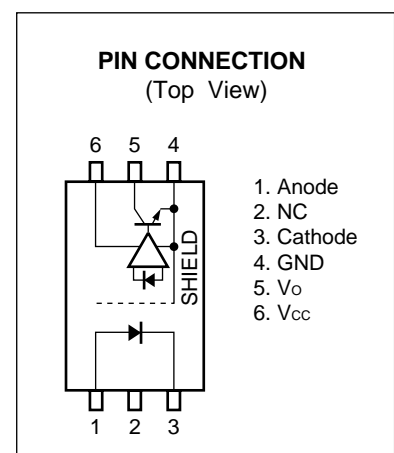 PIN CONNECTION
(Top View)
6 5 4
SHIELD
1 2 3
1. Anode
2. NC
3. Cathode
4. GND
5. Vo
6. Vcc